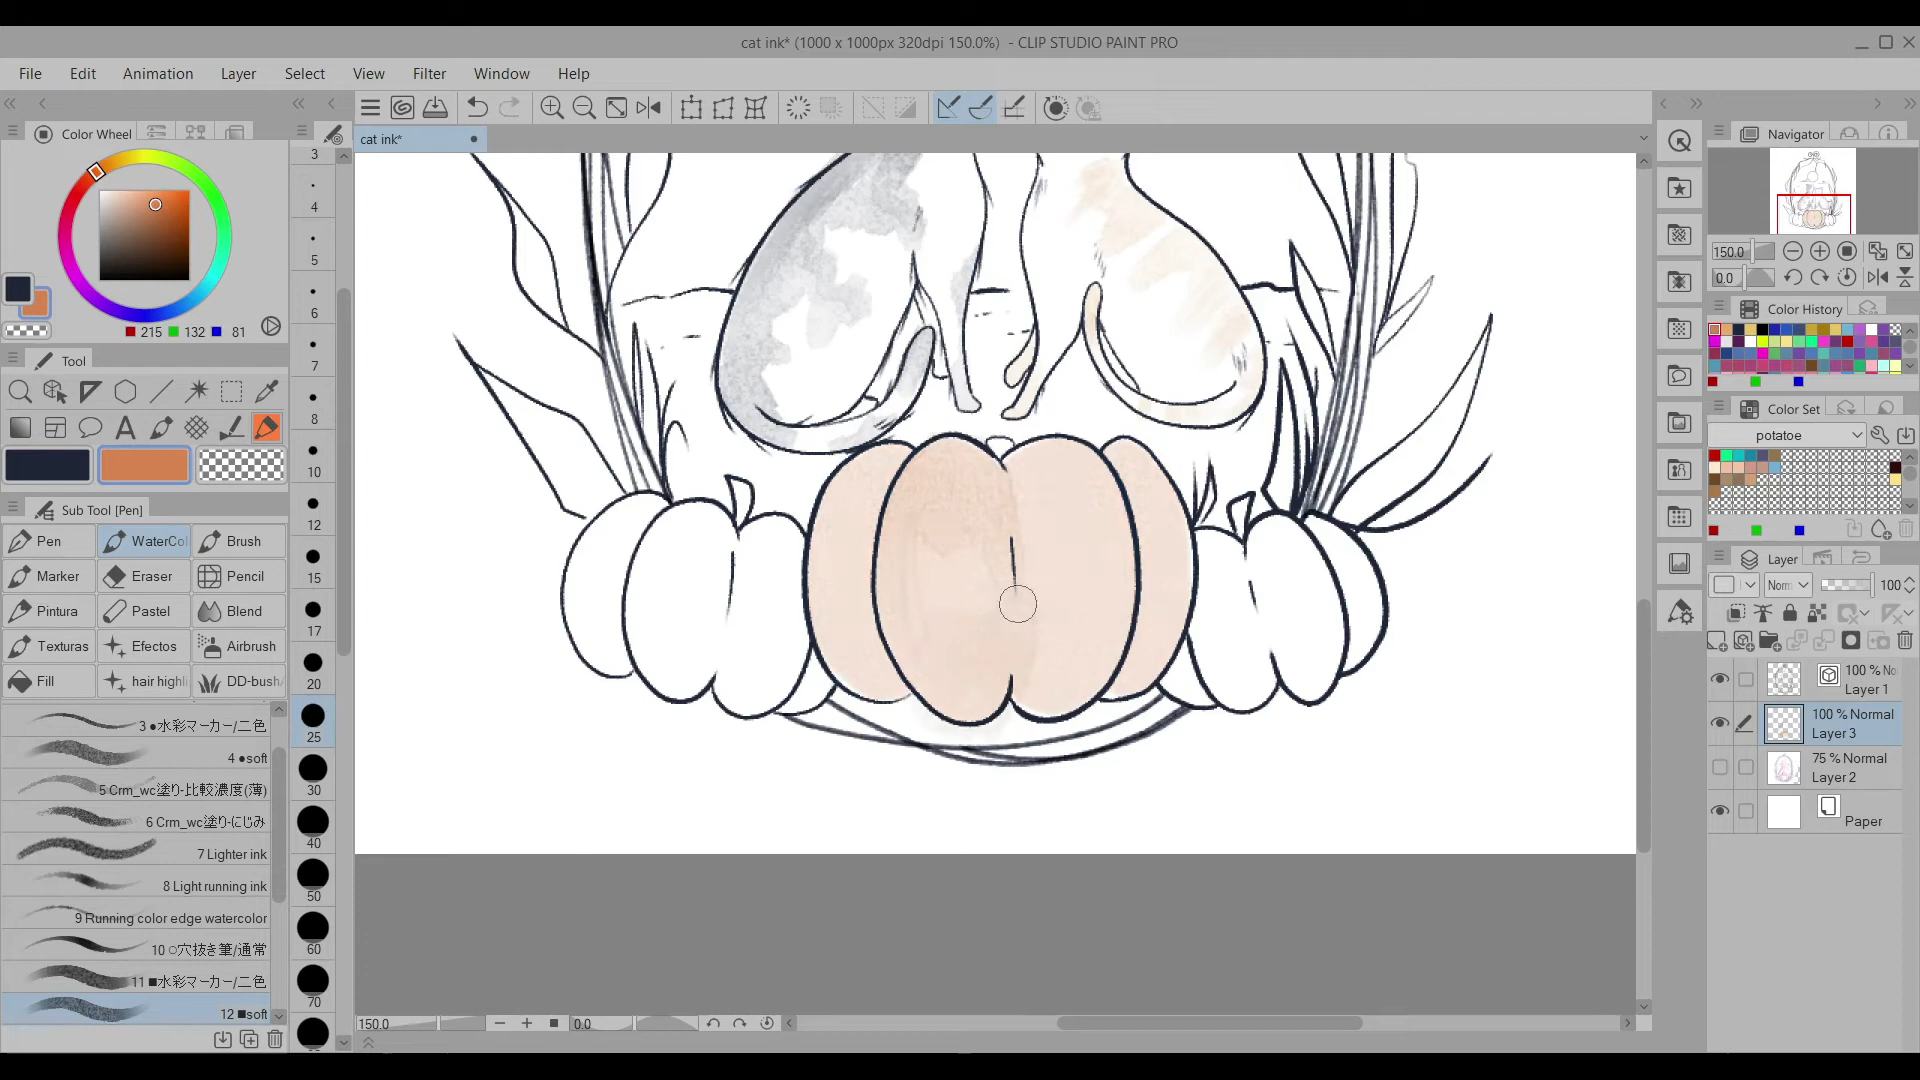 cat ink* (1000 x 1000px 320dpi 150.0%)  - CLIP STUDIO PAINT PRO
File Edit Animation Layer Select View Filter Window Help
cat ink*
Color Wheel
215 132 81
Tool
Sub Tool [Pen]
Pen WaterCol Brush
Marker Eraser Pencil
Pintura Pastel Blend
Texturas Efectos Airbrush
Fill hair highli DD-bush/
3 ●水彩マーカー/二色
4 ●soft
5 Crm_wc塗り-比較濃度(薄)
6 Crm_wc塗り-にじみ
7 Lighter ink
8 Light running ink
9 Running color edge watercolor
10 ○穴抜き筆/通常
11 ■水彩マーカー/二色
12 ■soft
3
4
5
6
7
8
10
12
15
17
20
25
30
40
50
60
70
150.0 0.0
Navigator
150.0
0.0
Color History
Color Set
potatoe
Layer
Norm 100
100 % No
Layer 1
100 % Normal
Layer 3
75 % Normal
Layer 2
Paper